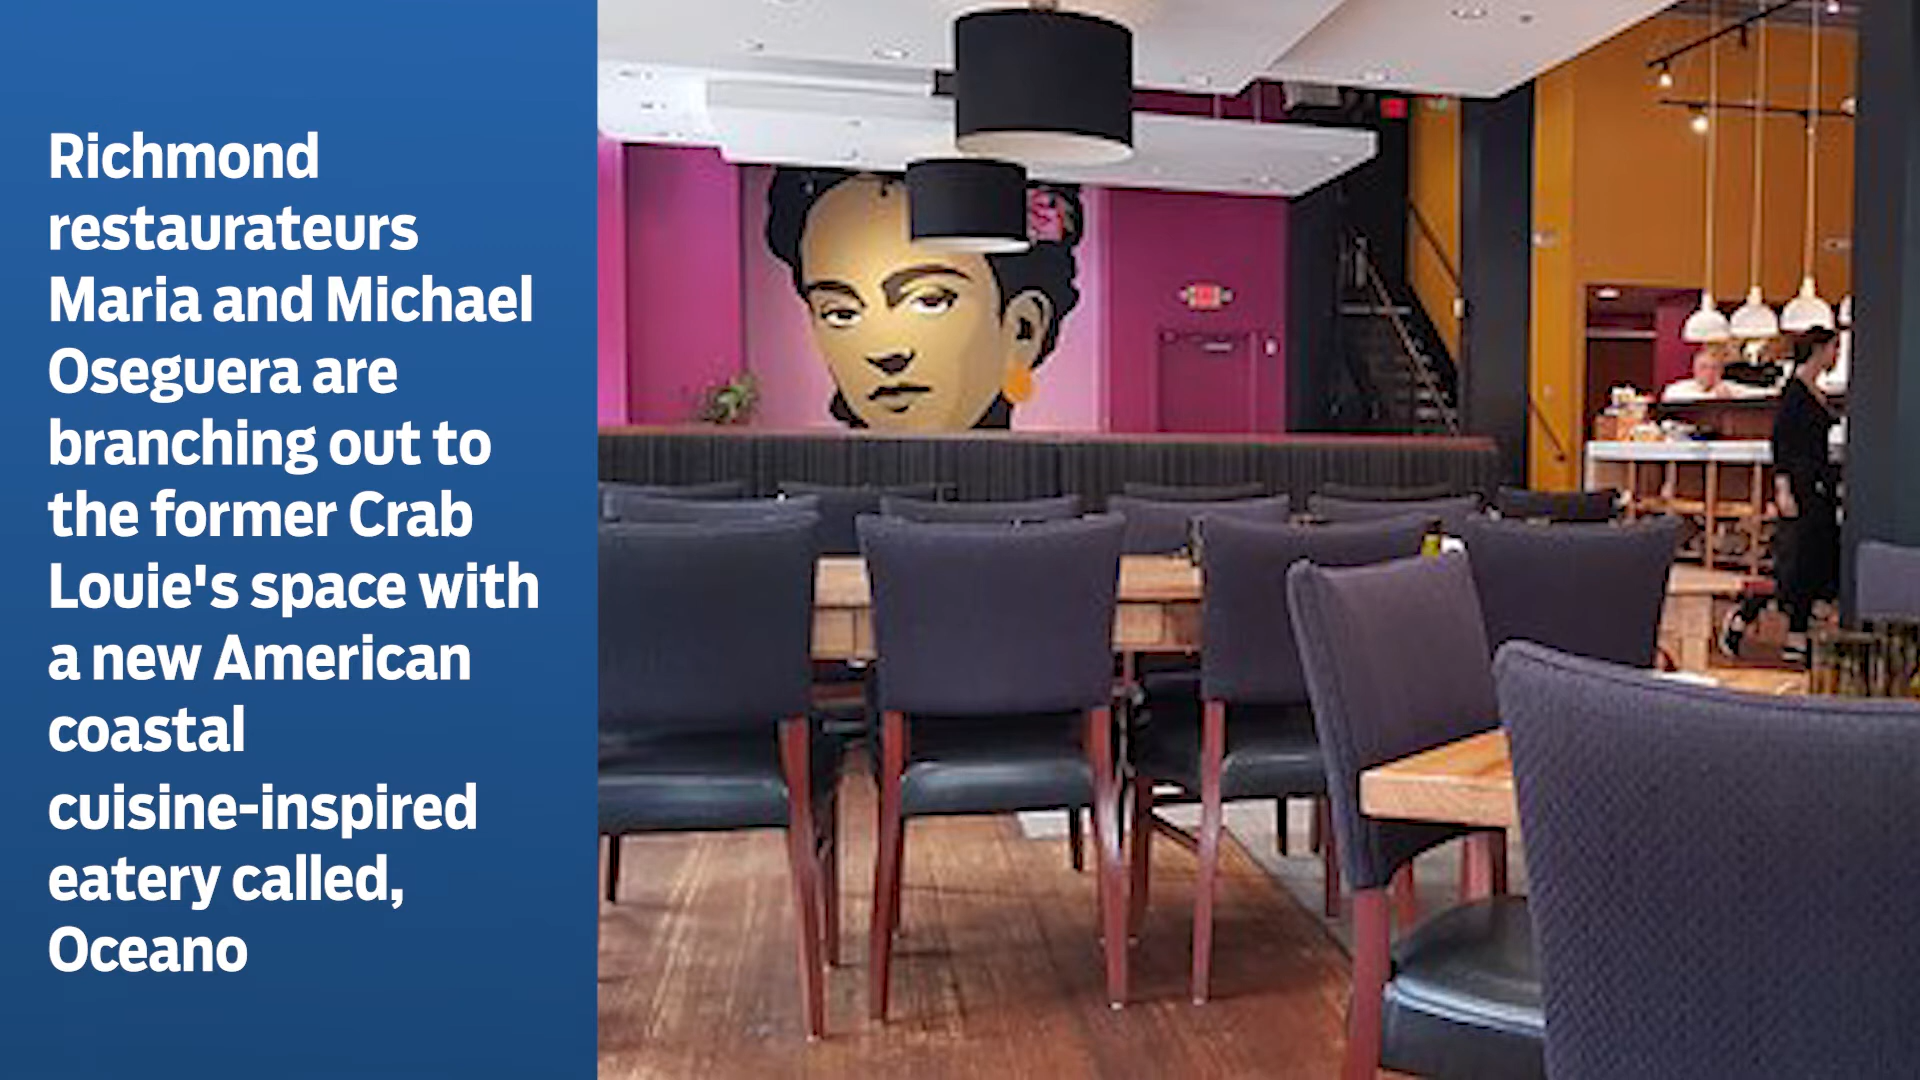 Richmond
restaurateurs
Maria and Michael
Oseguera are
branching out to
the former Crab
Louie's space with
a new American
coastal
cuisine-inspired
eatery called,
Oceano